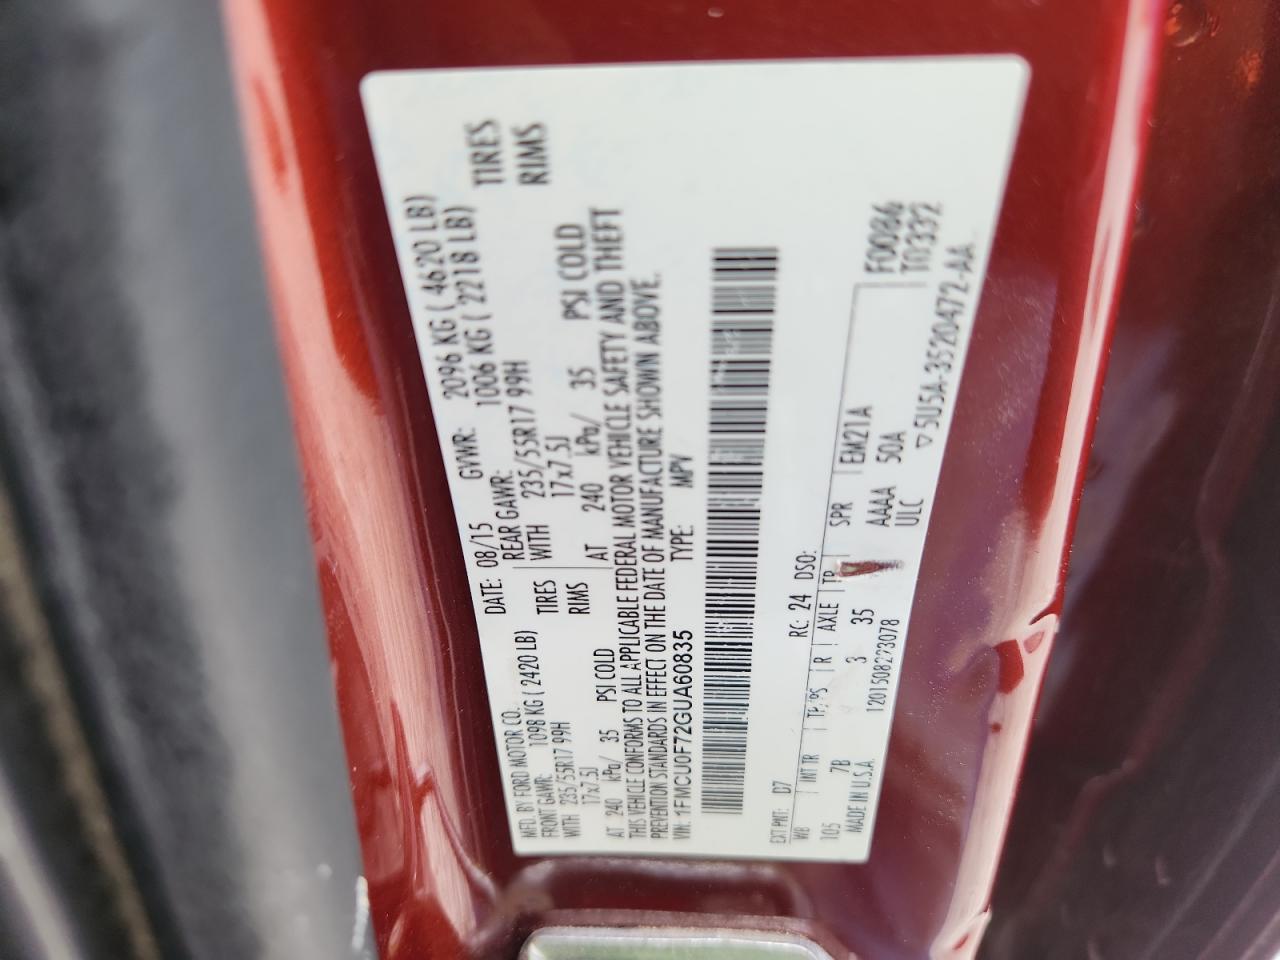 MFD. BY FORD MOTOR CO.
DATE: 08/15 GVWR: 2096 KG ( 4620 LB)
FRONT GAWR: 1098 KG ( 2420 LB) REAR GAWR: 1006 KG ( 2218 LB)
WITH 235/55R17 99H TIRES WITH 235/55R17 99H TIRES
17x7.5J RIMS 17x7.5J RIMS
AT 240 kPa/ 35 PSI COLD AT 240 kPa/ 35 PSI COLD
THIS VEHICLE CONFORMS TO ALL APPLICABLE FEDERAL MOTOR VEHICLE SAFETY AND THEFT
PREVENTION STANDARDS IN EFFECT ON THE DATE OF MANUFACTURE SHOWN ABOVE.
VIN: 1FMCU0F72GUA60835 TYPE: MPV
EXT PNT: D7 RC: 24 DSO: F0086
T0332
WB INT TR TP/PS R AXLE TR SPR EM21A
105 7B 3 35 AAAA 50A
MADE IN U.S.A. 1201508223078 ULC ▽5U5A-3520472-AA